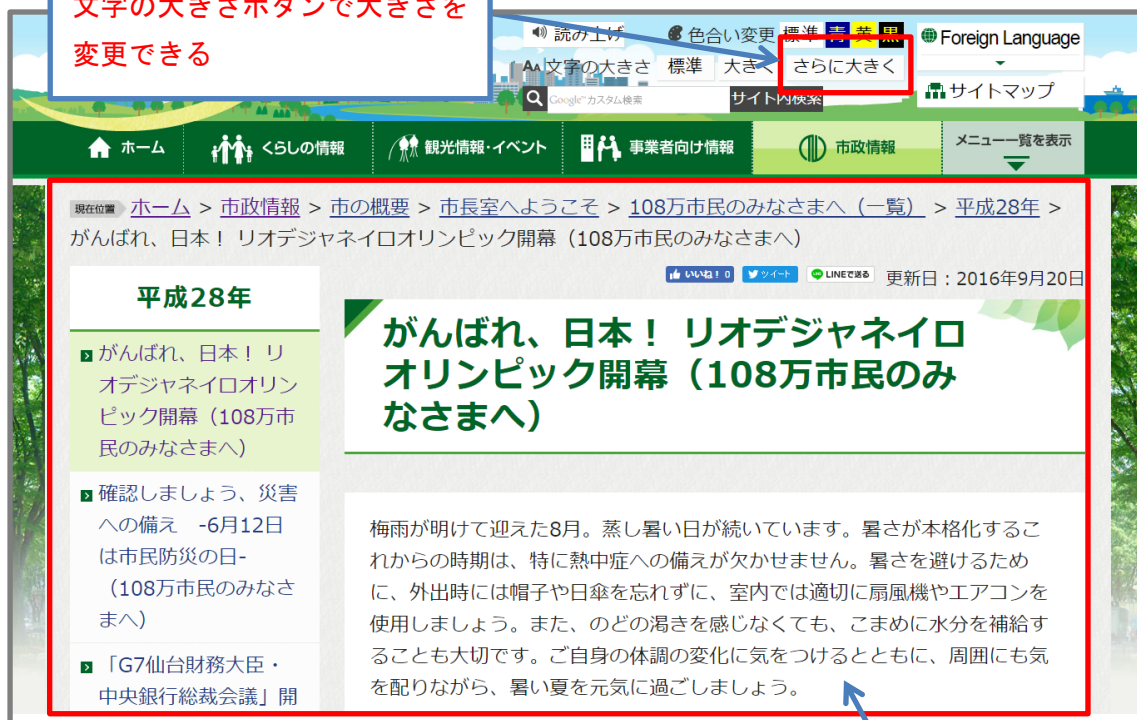 文字の大きさボタンで大きさを
変更できる
読み上げ 色合い変更 標準 青 黄 黒
Foreign Language
文字の大きさ 標準 大きく さらに大きく
サイトマップ
Google カスタム検索 サイト内検索
ホーム くらしの情報 観光情報・イベント 事業者向け情報 市政情報 メニュー一覧を表示
現在位置 ホーム > 市政情報 > 市の概要 > 市長室へようこそ > 108万市民のみなさまへ（一覧） > 平成28年 >
がんばれ、日本！ リオデジャネイロオリンピック開幕（108万市民のみなさまへ）
いいね！ 0 ツイート LINEで送る 更新日：2016年9月20日
平成28年
がんばれ、日本！ リ
オデジャネイロオリン
ピック開幕（108万市
民のみなさまへ）
確認しましょう、災害
への備え -6月12日
は市民防災の日-
（108万市民のみなさ
まへ）
「G7仙台財務大臣・
中央銀行総裁会議」開
がんばれ、日本！ リオデジャネイロ
オリンピック開幕（108万市民のみ
なさまへ）
梅雨が明けて迎えた8月。蒸し暑い日が続いています。暑さが本格化するこ
れからの時期は、特に熱中症への備えが欠かせません。暑さを避けるため
に、外出時には帽子や日傘を忘れずに、室内では適切に扇風機やエアコンを
使用しましょう。また、のどの渇きを感じなくても、こまめに水分を補給す
ることも大切です。ご自身の体調の変化に気をつけるとともに、周囲にも気
を配りながら、暑い夏を元気に過ごしましょう。